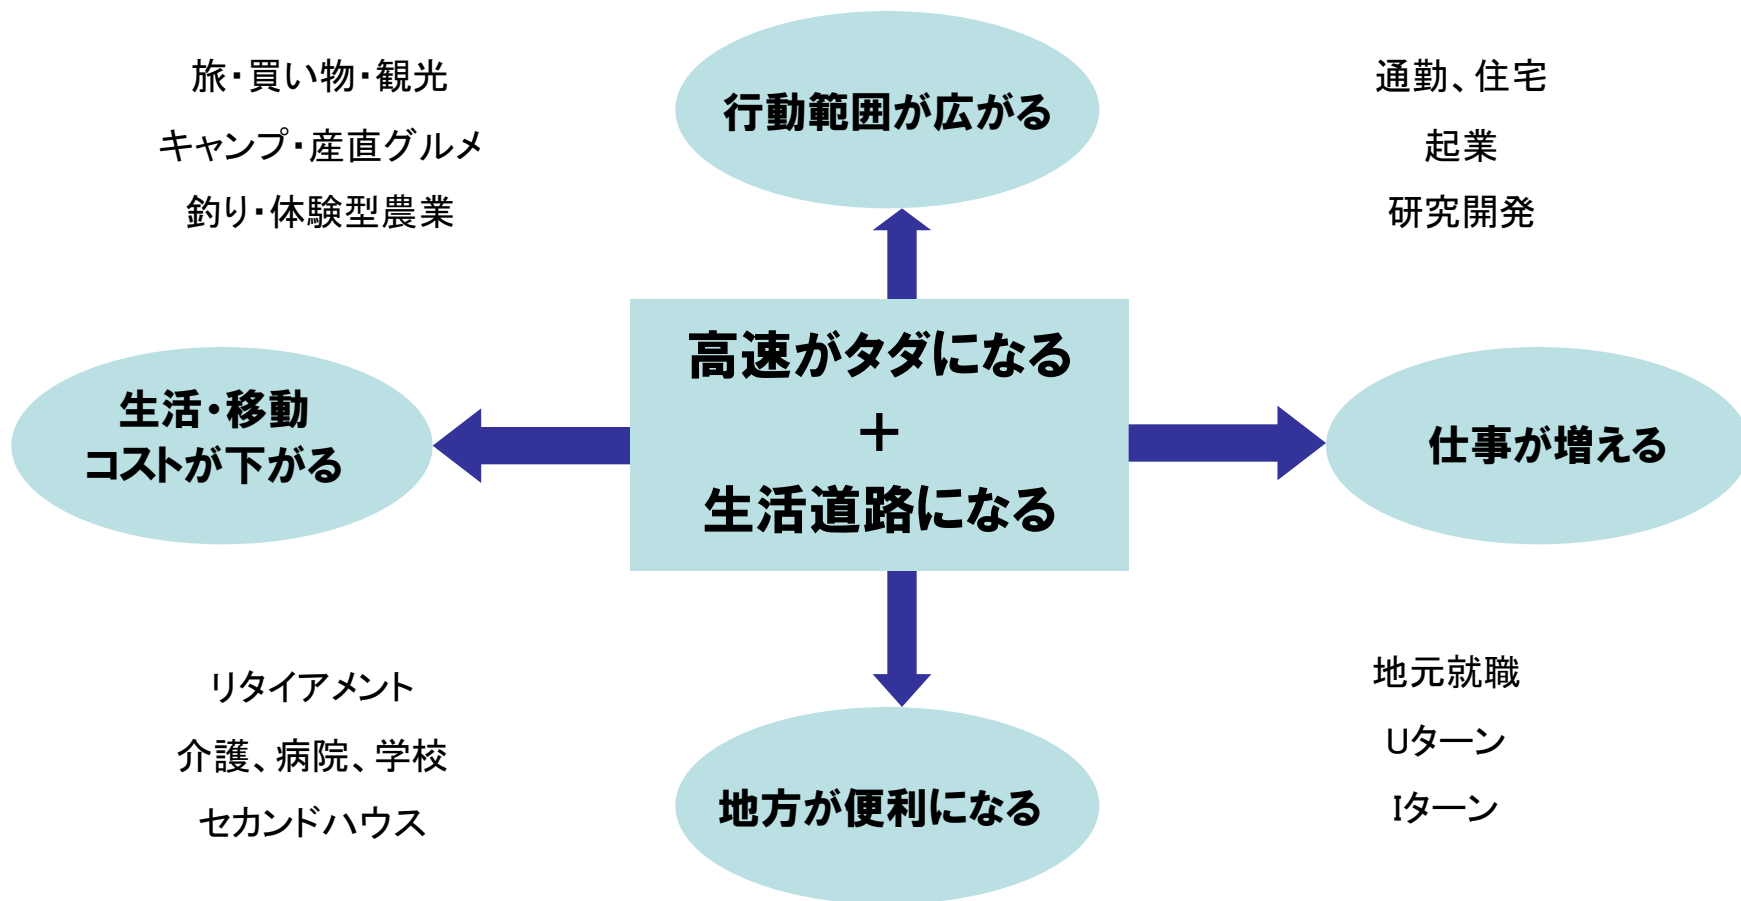 旅・買い物・観光
キャンプ・産直グルメ
釣り・体験型農業
行動範囲が広がる
通勤、住宅
起業
研究開発
生活・移動
コストが下がる
高速がタダになる
＋
生活道路になる
仕事が増える
リタイアメント
介護、病院、学校
セカンドハウス
地方が便利になる
地元就職
Uターン
Iターン